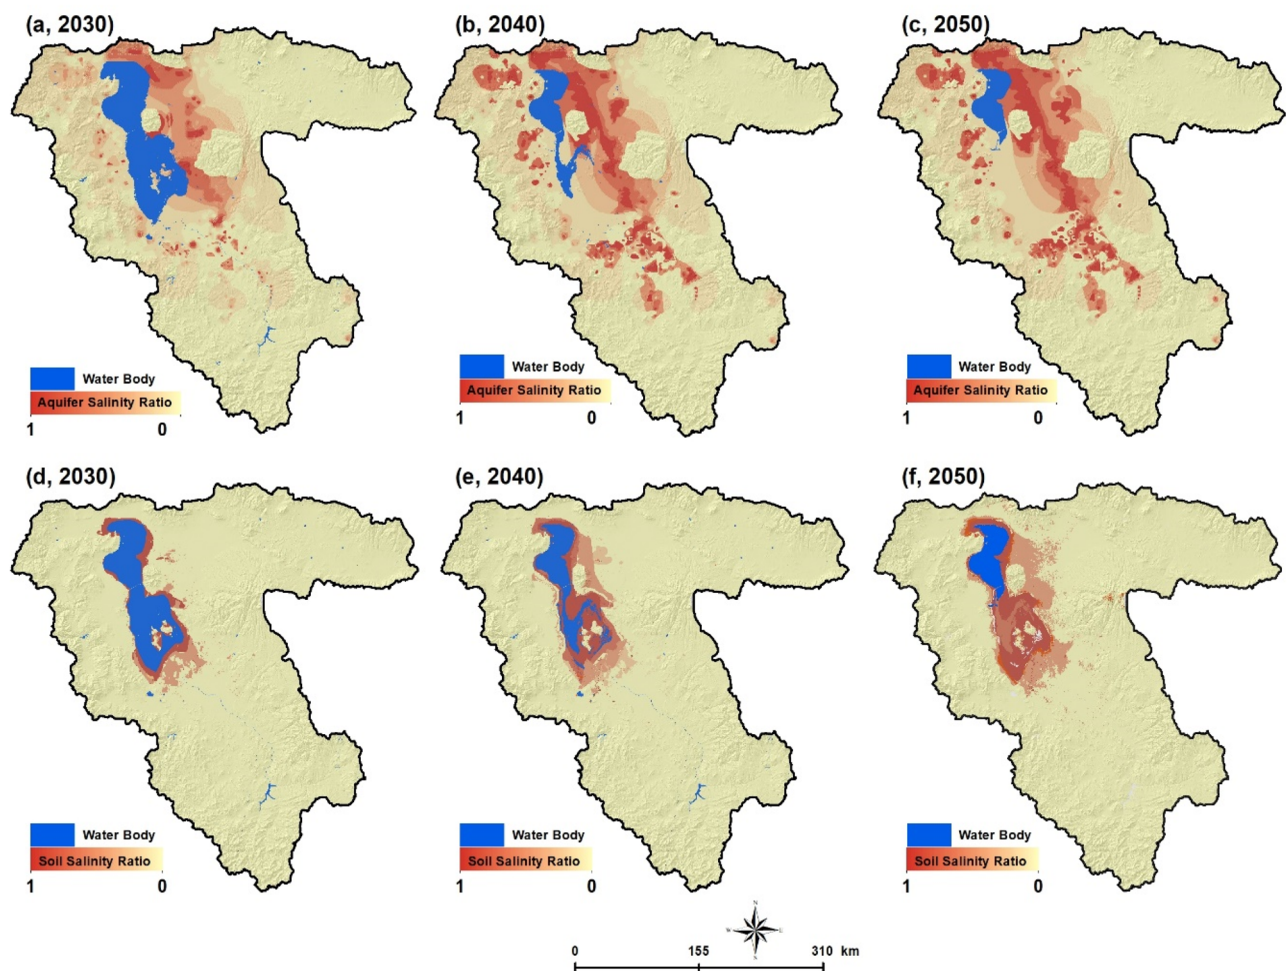 (a, 2030)
(b, 2040)
(c, 2050)
Water Body
Aquifer Salinity Ratio
1 0
Water Body
Aquifer Salinity Ratio
1 0
Water Body
Aquifer Salinity Ratio
1 0
(d, 2030)
(e, 2040)
(f, 2050)
Water Body
Soil Salinity Ratio
1 0
Water Body
Soil Salinity Ratio
1 0
Water Body
Soil Salinity Ratio
1 0
N
0 155 310 km